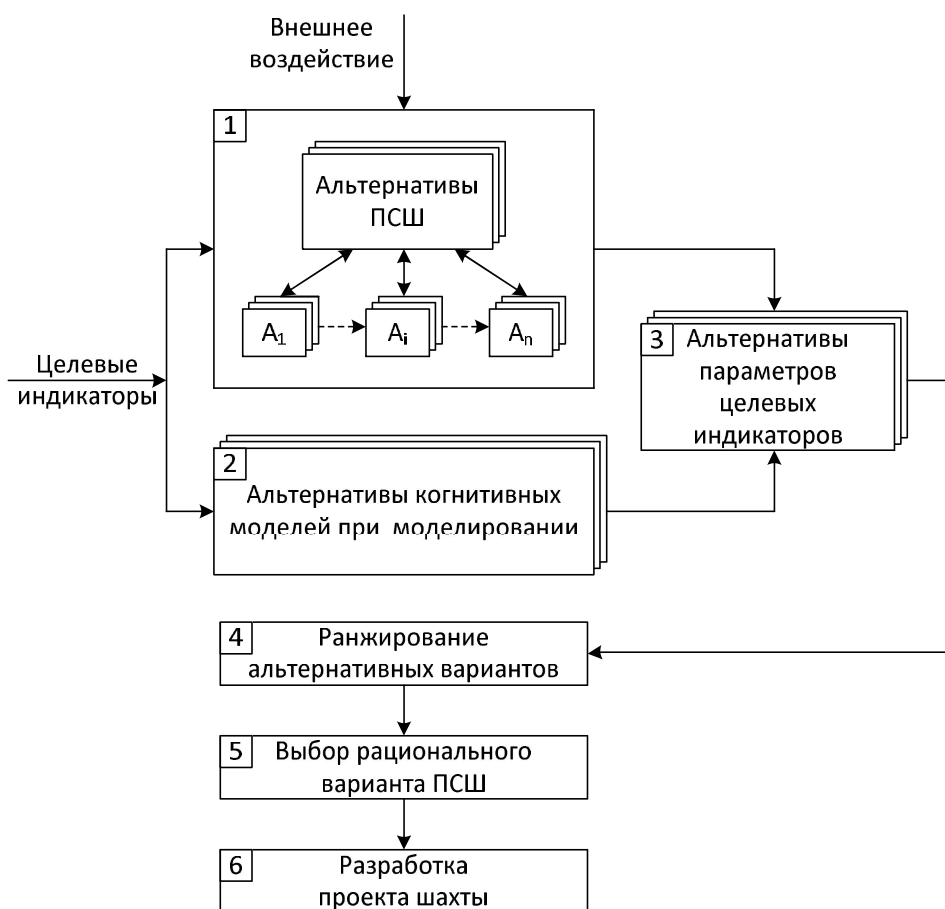 Внешнее
воздействие
1
Альтернативы
ПСШ
A1
Ai
An
Целевые
индикаторы
2
Альтернативы когнитивных
моделей при моделировании
3
Альтернативы
параметров
целевых
индикаторов
4
Ранжирование
альтернативных вариантов
5
Выбор рационального
варианта ПСШ
6
Разработка
проекта шахты